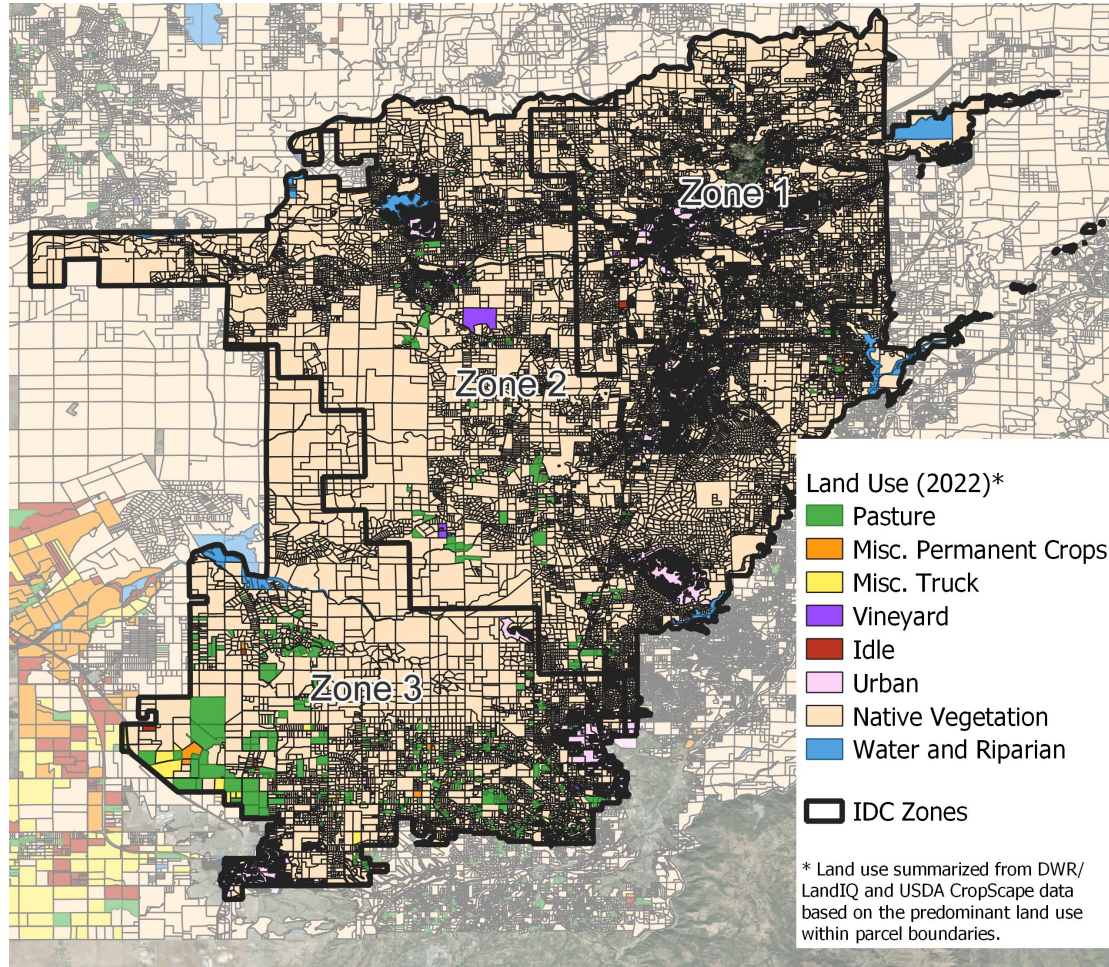 Zone 1
Zone 2
Zone 3
Land Use (2022)*
Pasture
Misc. Permanent Crops
Misc. Truck
Vineyard
Idle
Urban
Native Vegetation
Water and Riparian
IDC Zones
* Land use summarized from DWR/
LandIQ and USDA CropScape data
based on the predominant land use
within parcel boundaries.